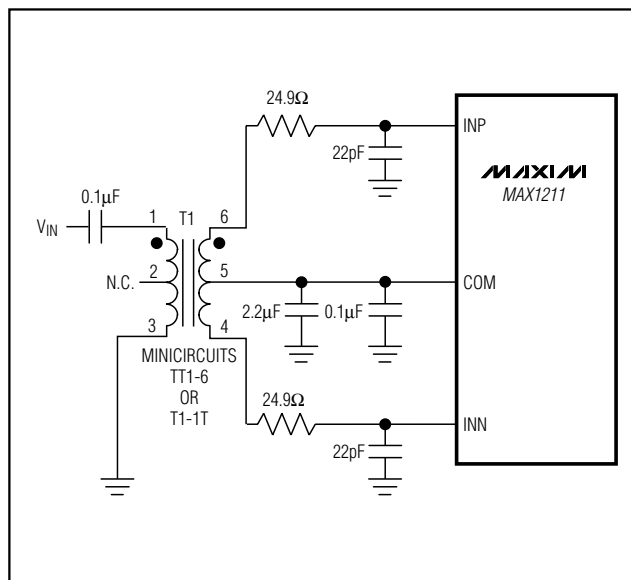 24.9Ω
INP
22pF
MAXIM
MAX1211
0.1µF
VIN
1
T1
6
2
N.C.
5
COM
2.2µF
0.1µF
3
4
MINICIRCUITS
TT1-6
OR
T1-1T
24.9Ω
INN
22pF